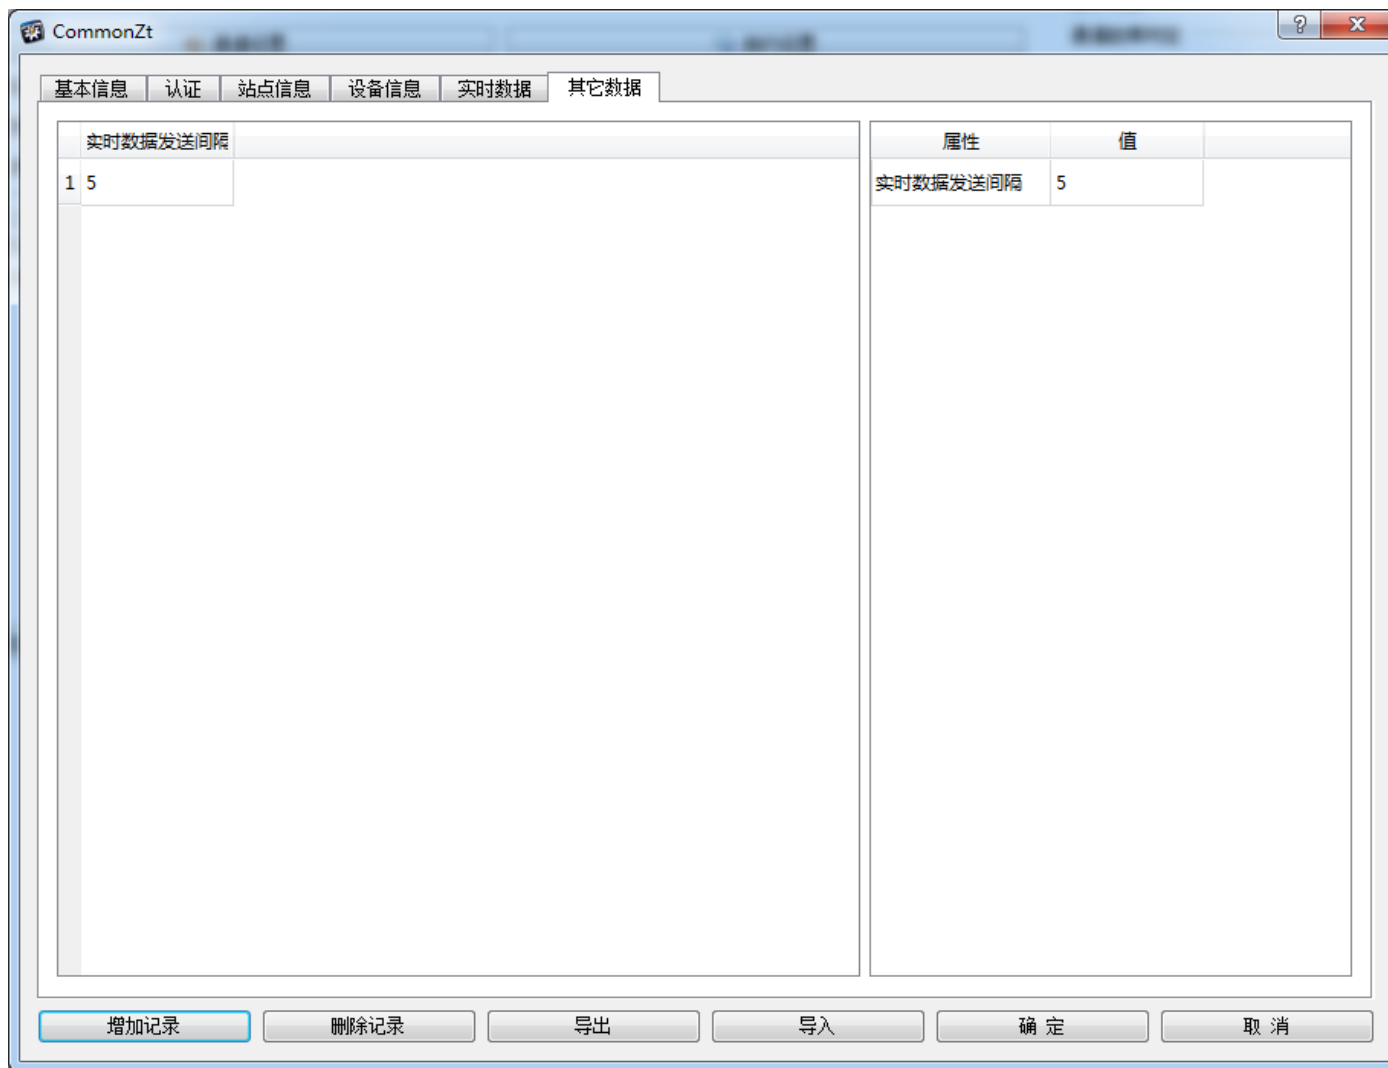 CommonZt
?
基本信息 认证 站点信息 设备信息 实时数据 其它数据
实时数据发送间隔 属性 值
1 5 实时数据发送间隔 5
增加记录 删除记录 导出 导入 确 定 取 消